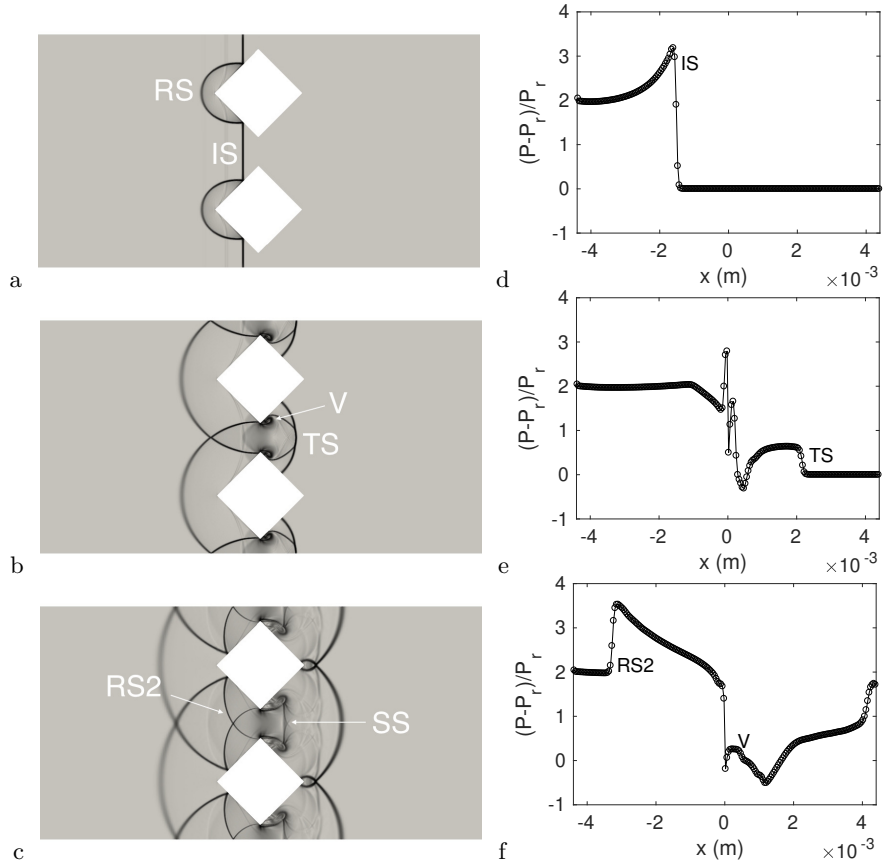 RS
IS
a
4
3
2
1
0
-1
(P-P_r)/P_r
IS
-4
-2
0
2
4
x (m)
×10^-3
d
V
TS
b
4
3
2
1
0
-1
(P-P_r)/P_r
TS
-4
-2
0
2
4
x (m)
×10^-3
e
RS2
SS
c
4
3
2
1
0
-1
(P-P_r)/P_r
RS2
V
-4
-2
0
2
4
x (m)
×10^-3
f